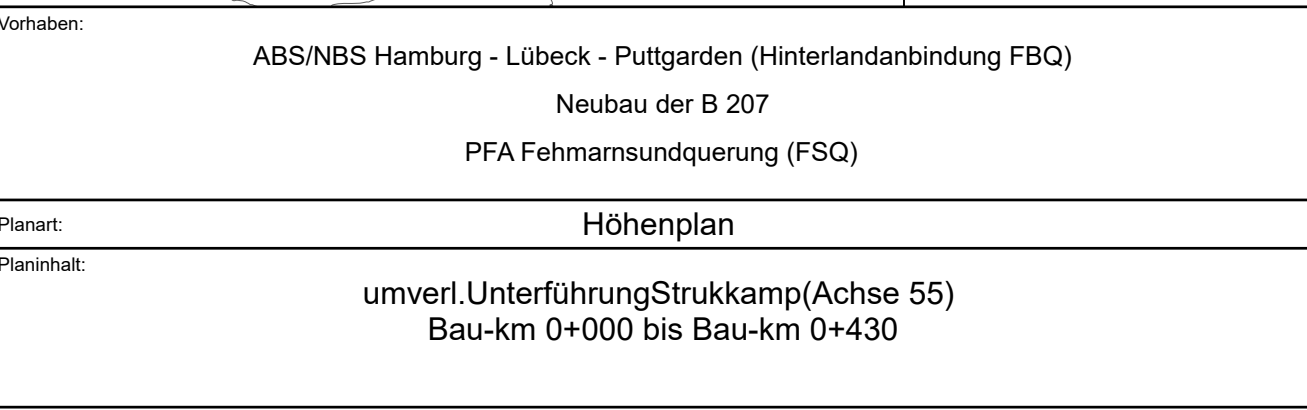 Vorhaben:
ABS/NBS Hamburg - Lübeck - Puttgarden (Hinterlandanbindung FBQ)
Neubau der B 207
PFA Fehmarnsundquerung (FSQ)
Planart:
Höhenplan
Planinhalt:
umverl.UnterführungStrukkamp(Achse 55)
Bau-km 0+000 bis Bau-km 0+430